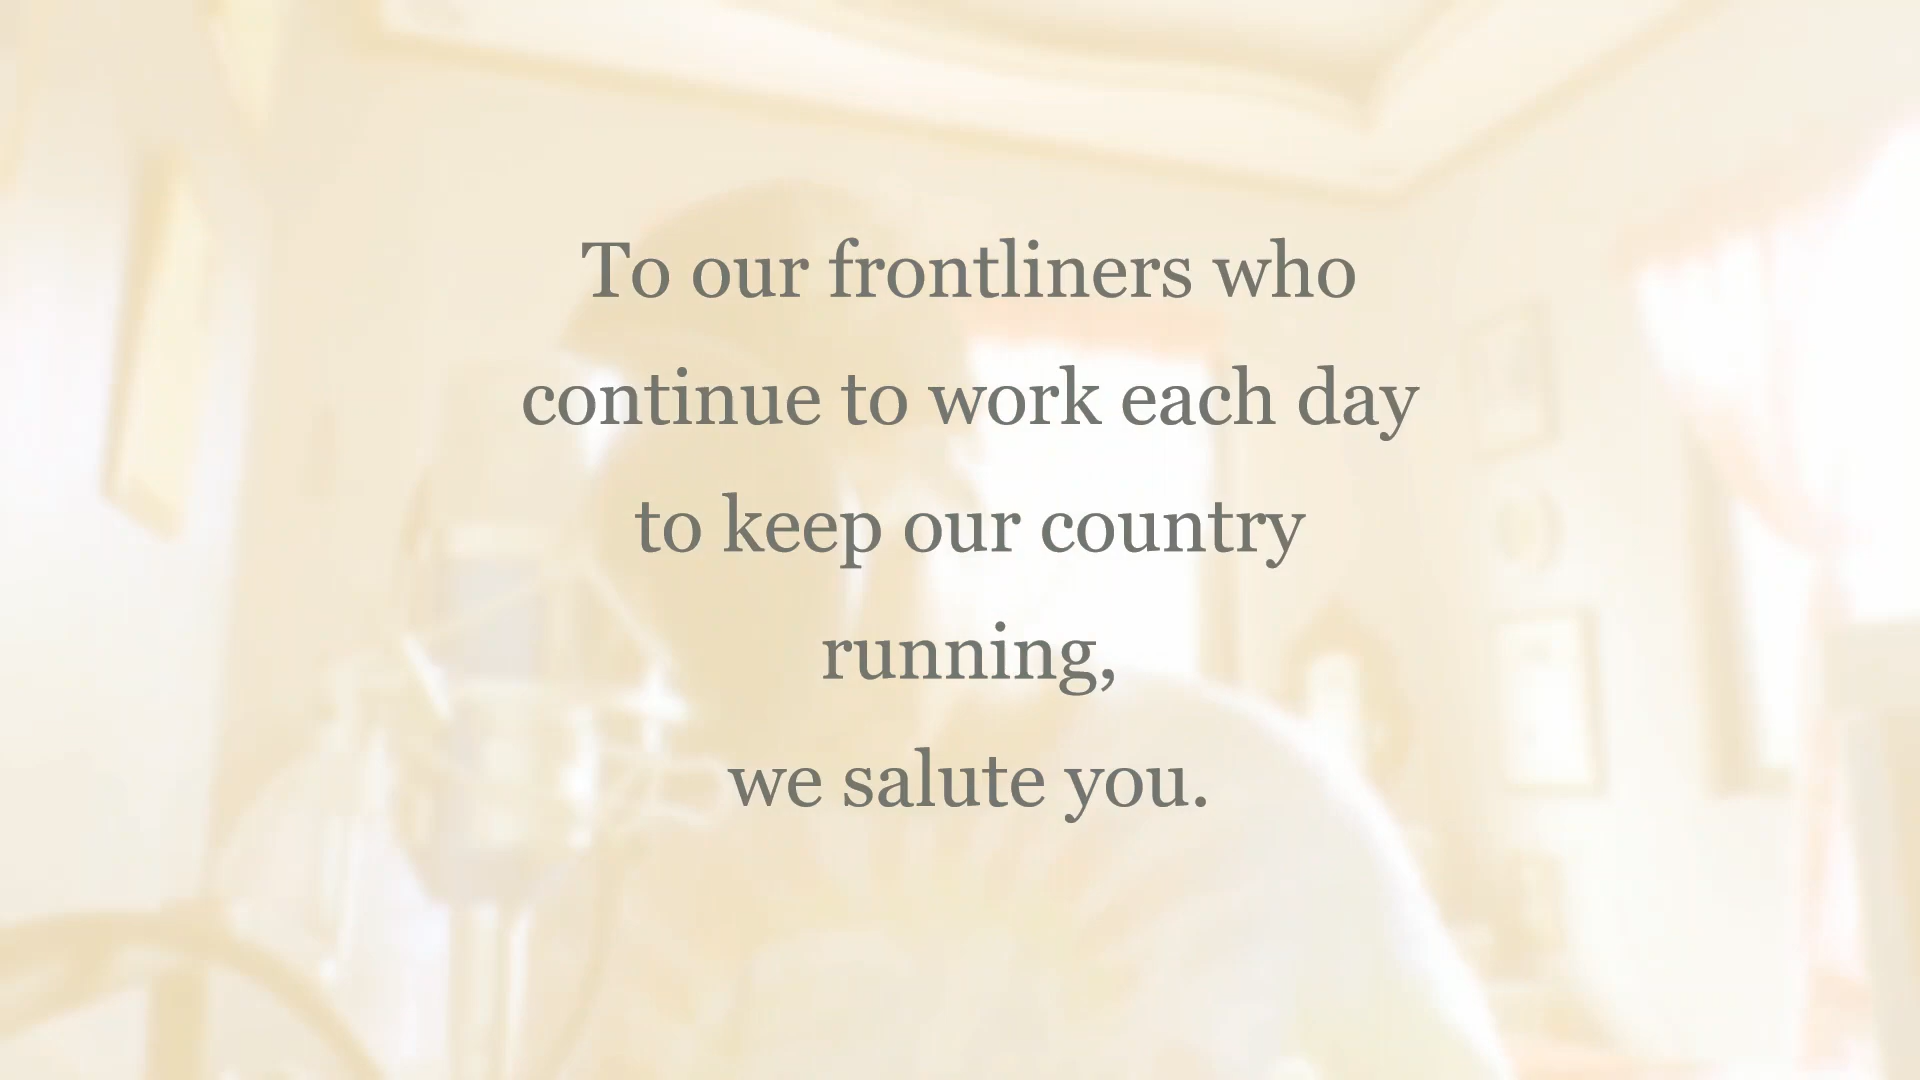 To our frontliners who
continue to work each day
to keep our country
running,
we salute you.